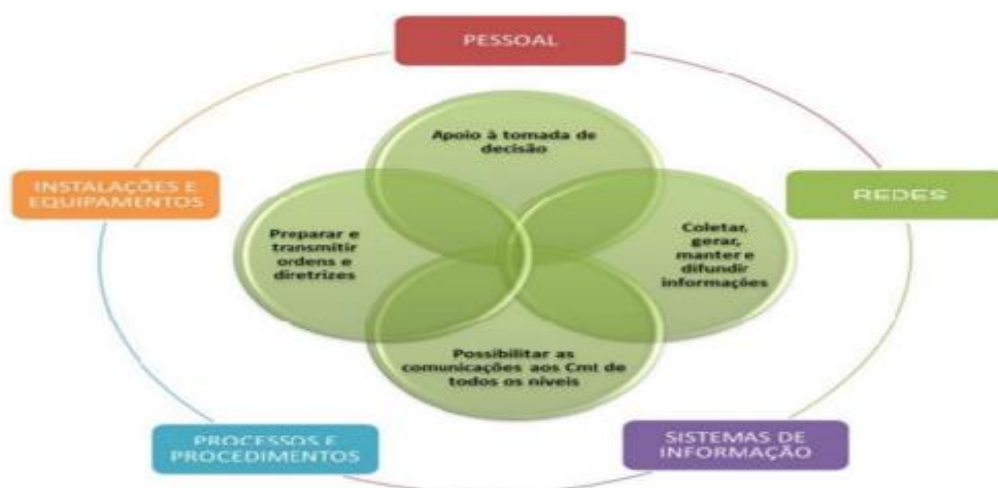 PESSOAL
Apoio à tomada de
decisão
INSTALAÇÕES E
EQUIPAMENTOS
REDES
Preparar e
transmitir
ordens e
diretrizes
Coletar,
gerar,
manter e
difundir
informações
Possibilitar as
comunicações aos Cmt de
todos os níveis
PROCESSOS E
PROCEDIMENTOS
SISTEMAS DE
INFORMAÇÃO